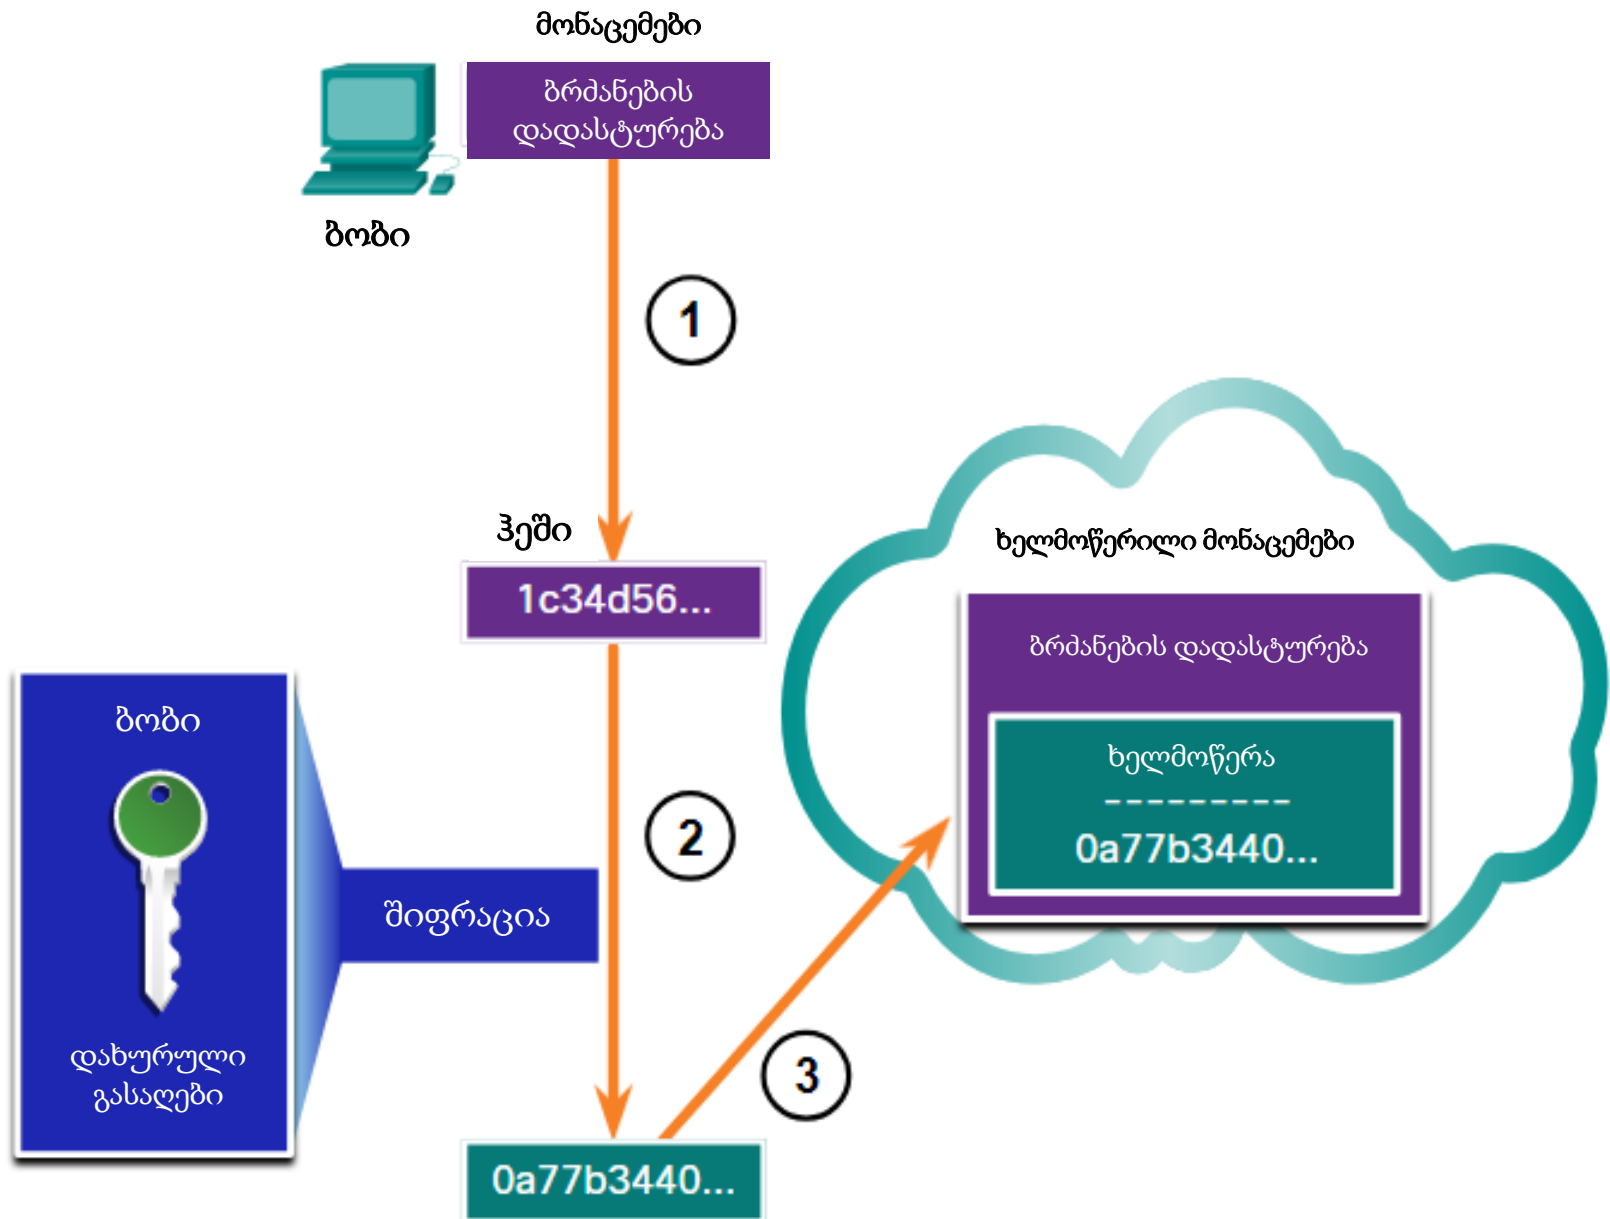 მონაცემები
ბრძანების
დადასტურება
ბობი
1
ჰეში
1c34d56...
ხელმოწერილი მონაცემები
ბრძანების დადასტურება
ხელმოწერა
---------
0a77b3440...
ბობი
2
შიფრაცია
დახურული
გასაღები
3
0a77b3440...